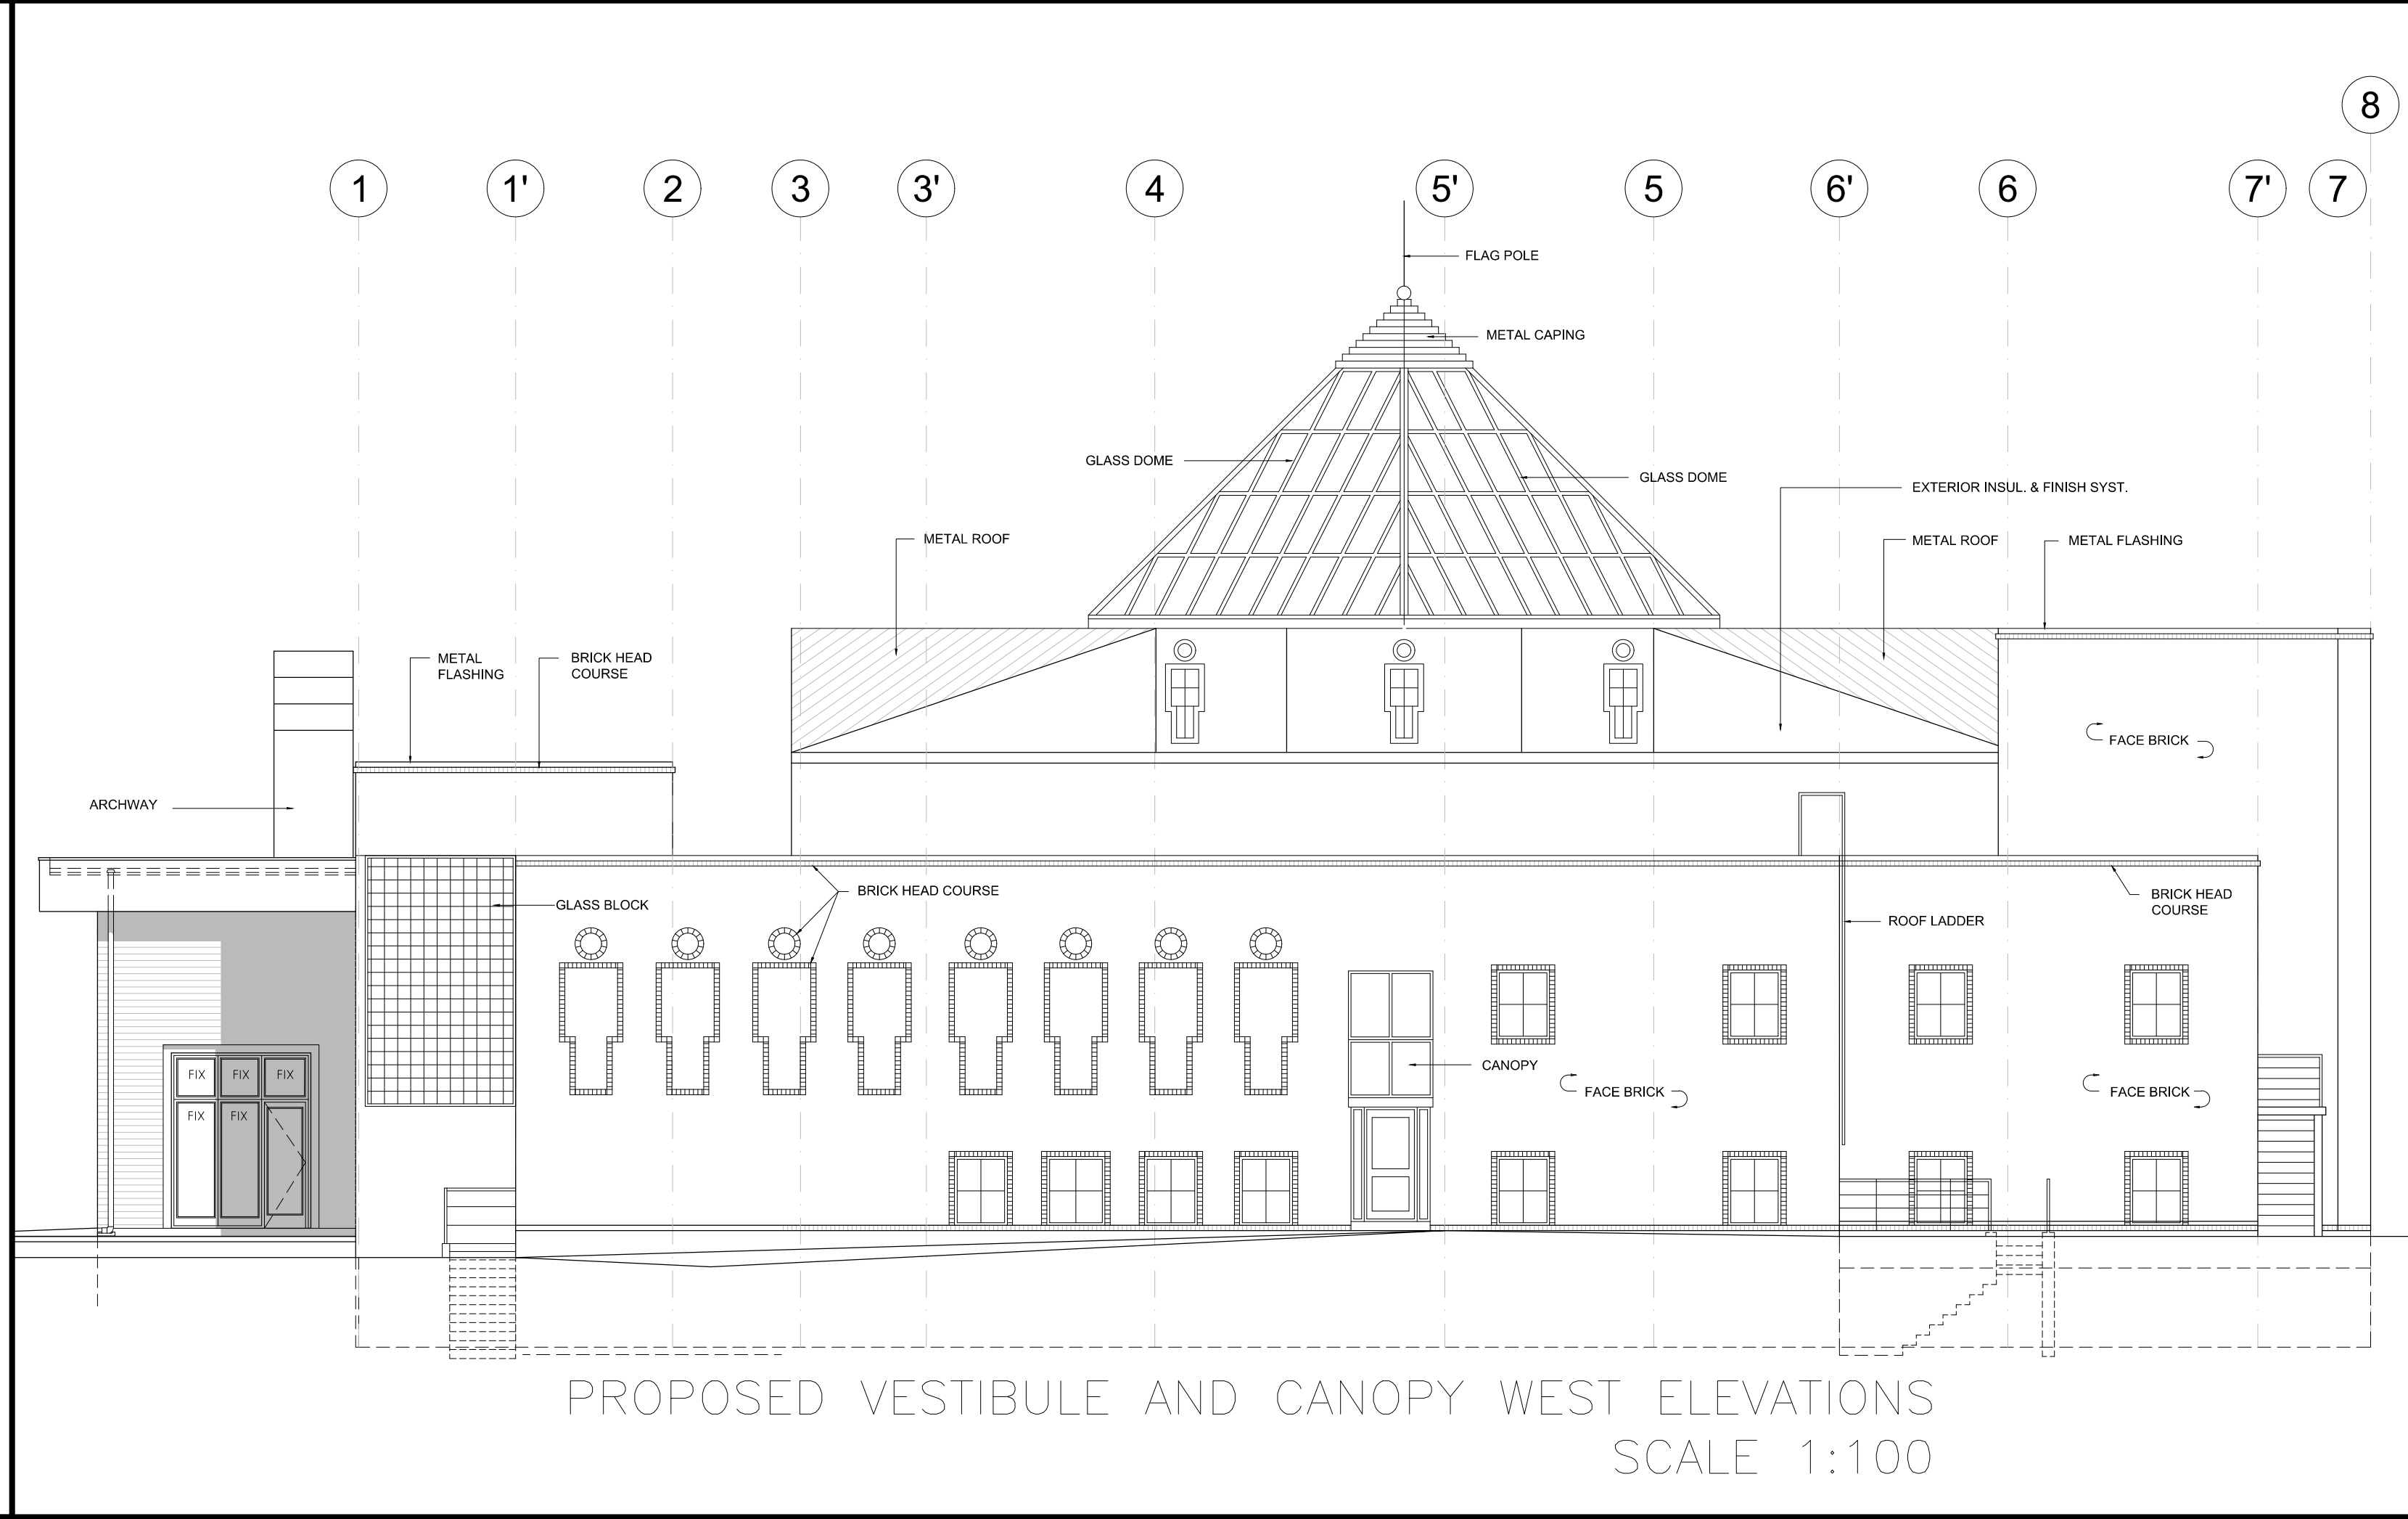 8
1 1' 2 3 3' 4 5' 5 6' 6 7' 7
FLAG POLE
METAL CAPING
GLASS DOME
GLASS DOME
EXTERIOR INSUL. & FINISH SYST.
METAL ROOF
METAL ROOF
METAL FLASHING
METAL
FLASHING
BRICK HEAD
COURSE
FACE BRICK
ARCHWAY
BRICK HEAD COURSE
GLASS BLOCK
ROOF LADDER
BRICK HEAD
COURSE
FIX FIX FIX
FIX FIX
CANOPY
FACE BRICK
FACE BRICK
PROPOSED VESTIBULE AND CANOPY WEST ELEVATIONS
SCALE 1:100